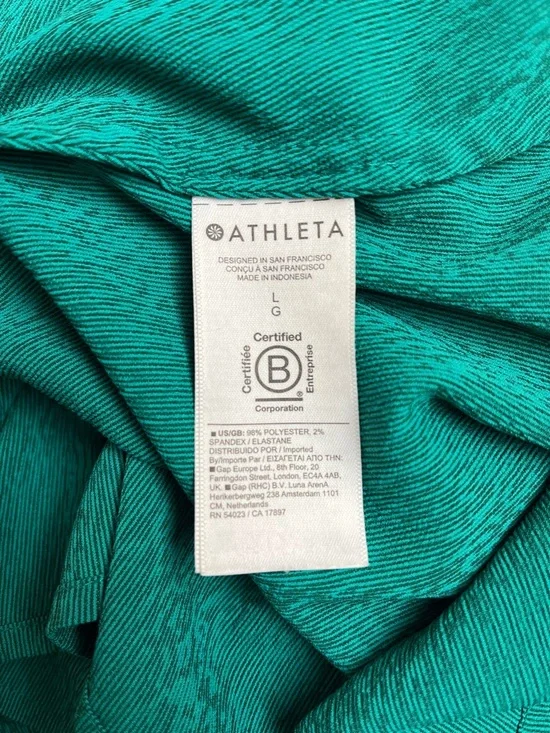 ATHLETA
DESIGNED IN SAN FRANCISCO
CONÇU À SAN FRANCISCO
MADE IN INDONESIA
L
G
Certified
Certifiée
B
Entreprise
®
Corporation
■ US/GB: 98% POLYESTER, 2%
SPANDEX / ELASTANE
DISTRIBUIDO POR / Imported
By/Importe Par / ΕΙΣΑΓΕΤΑΙ ΑΠΟ ΤΗΝ:
■Gap Europe Ltd., 8th Floor, 20
Farringdon Street, London, EC4A 4AB,
UK. ■Gap (RHC) B.V. Luna ArenA
Herikerbergweg 238 Amsterdam 1101
CM, Netherlands
RN 54023 / CA 17897